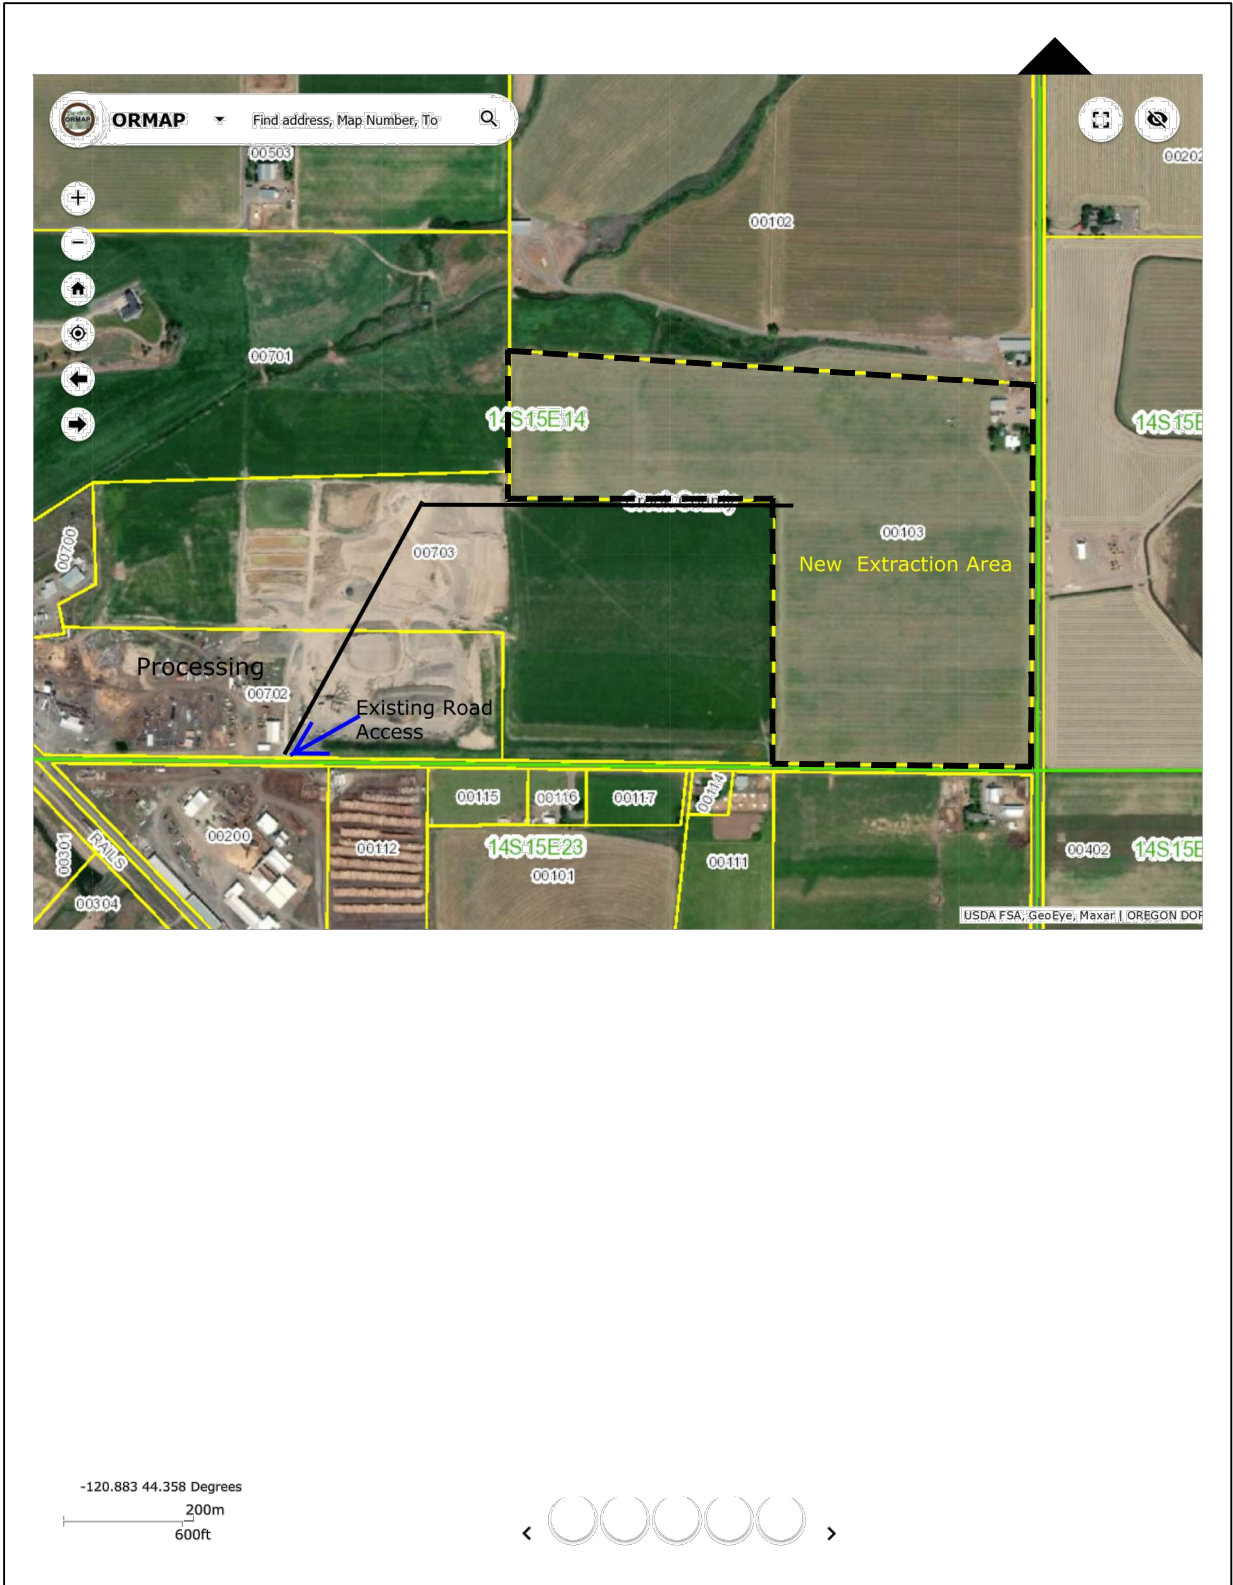 ORMAP
ORMAP
Find address, Map Number, To
00503
00202
00102
00701
14S15E14
14S15E
00103
00703
00700
New Extraction Area
Processing
00702
Existing Road
Access
00115
00116
00117
00114
00200
RAILS
00301
00112
14S15E23
00101
00111
00402
14S15E
00304
USDA FSA, GeoEye, Maxar | OREGON DOR
-120.883 44.358 Degrees
200m
600ft